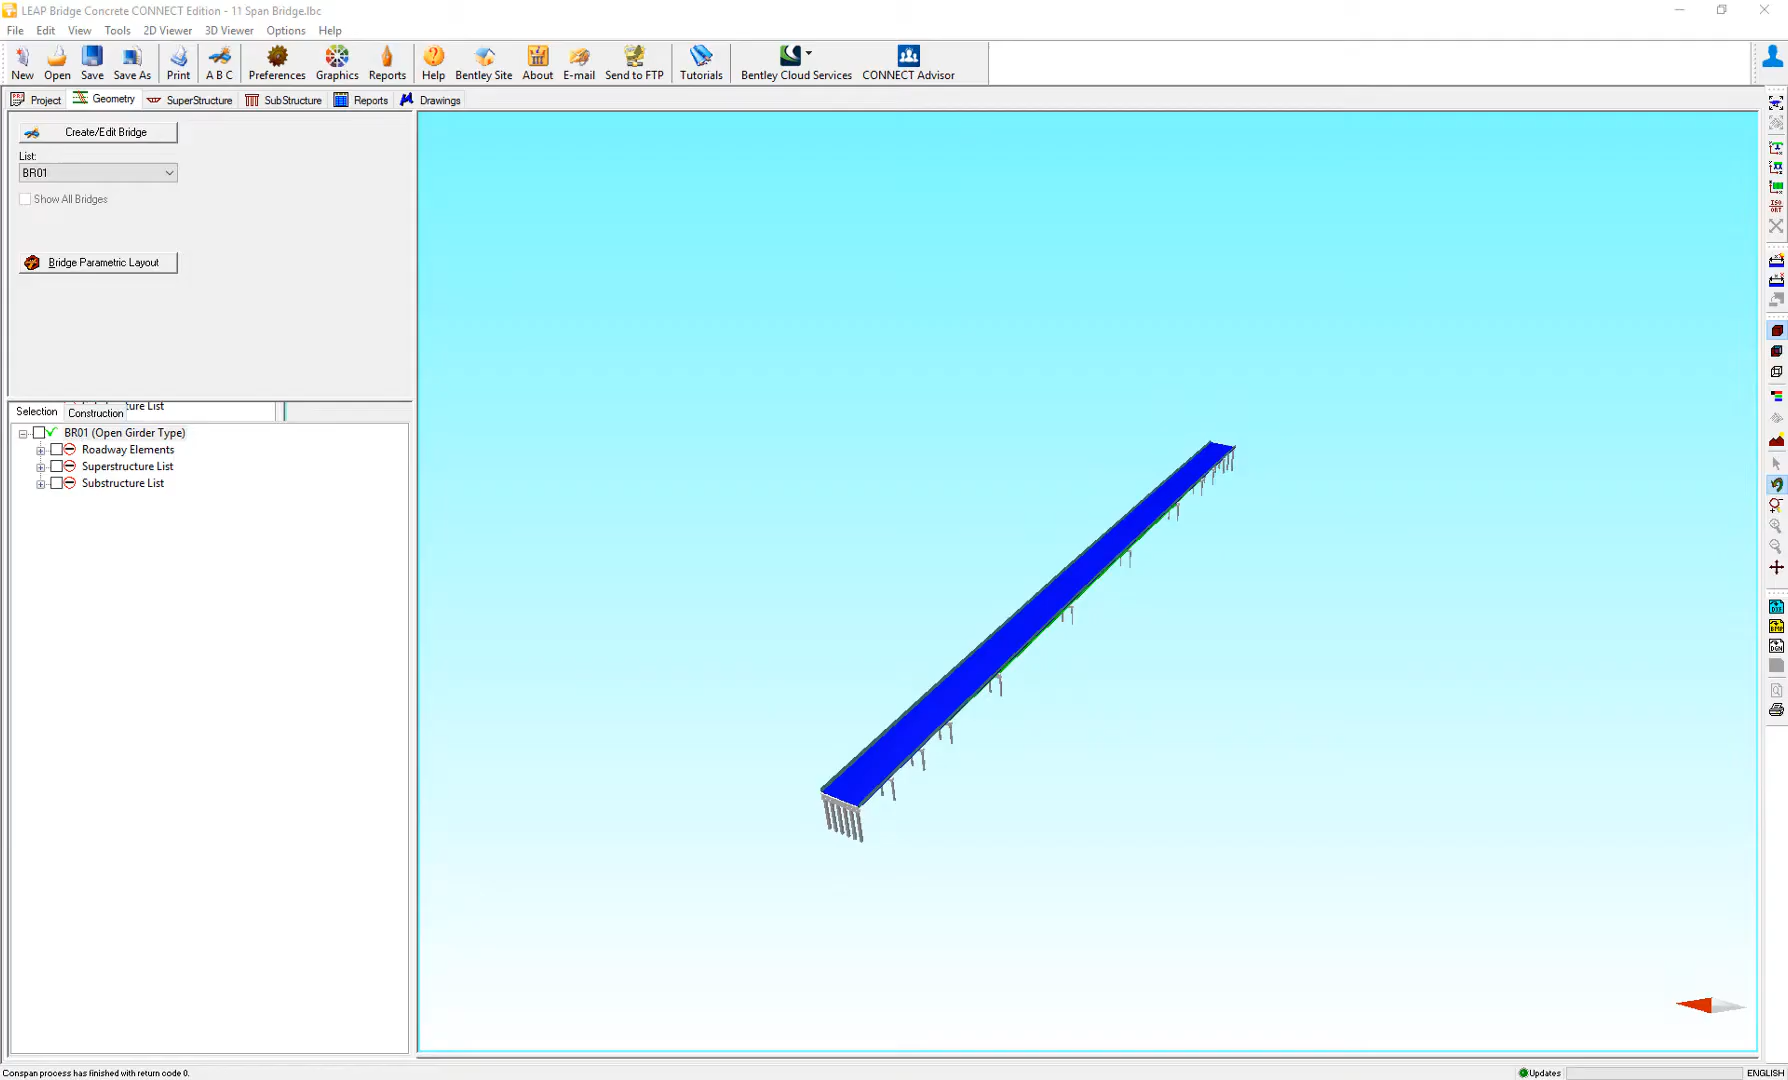 LEAP Bridge Concrete CONNECT Edition - 11 Span Bridge.lbc
File Edit View Tools 2D Viewer 3D Viewer Options Help
New Open Save Save As Print A B C Preferences Graphics Reports Help Bentley Site About E-mail Send to FTP Tutorials Bentley Cloud Services CONNECT Advisor
Project Geometry SuperStructure SubStructure Reports Drawings
Create/Edit Bridge
List:
BR01
Show All Bridges
Bridge Parametric Layout
Selection Construction
BR01 (Open Girder Type)
Roadway Elements
Superstructure List
Substructure List
ISO
DGN
Conspan process has finished with return code 0.
Updates
ENGLISH